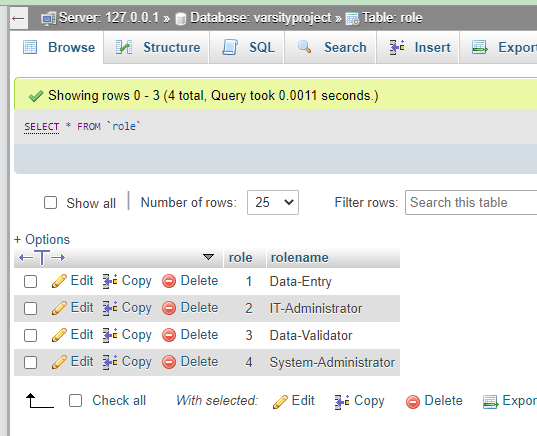 Server: 127.0.0.1 » Database: varsityproject » Table: role
Browse Structure SQL Search Insert Export
Showing rows 0 - 3 (4 total, Query took 0.0011 seconds.)
SELECT * FROM `role`
Show all Number of rows: 25 Filter rows: Search this table
+ Options
←T→ role rolename
Edit Copy Delete 1 Data-Entry
Edit Copy Delete 2 IT-Administrator
Edit Copy Delete 3 Data-Validator
Edit Copy Delete 4 System-Administrator
Check all With selected: Edit Copy Delete Expor